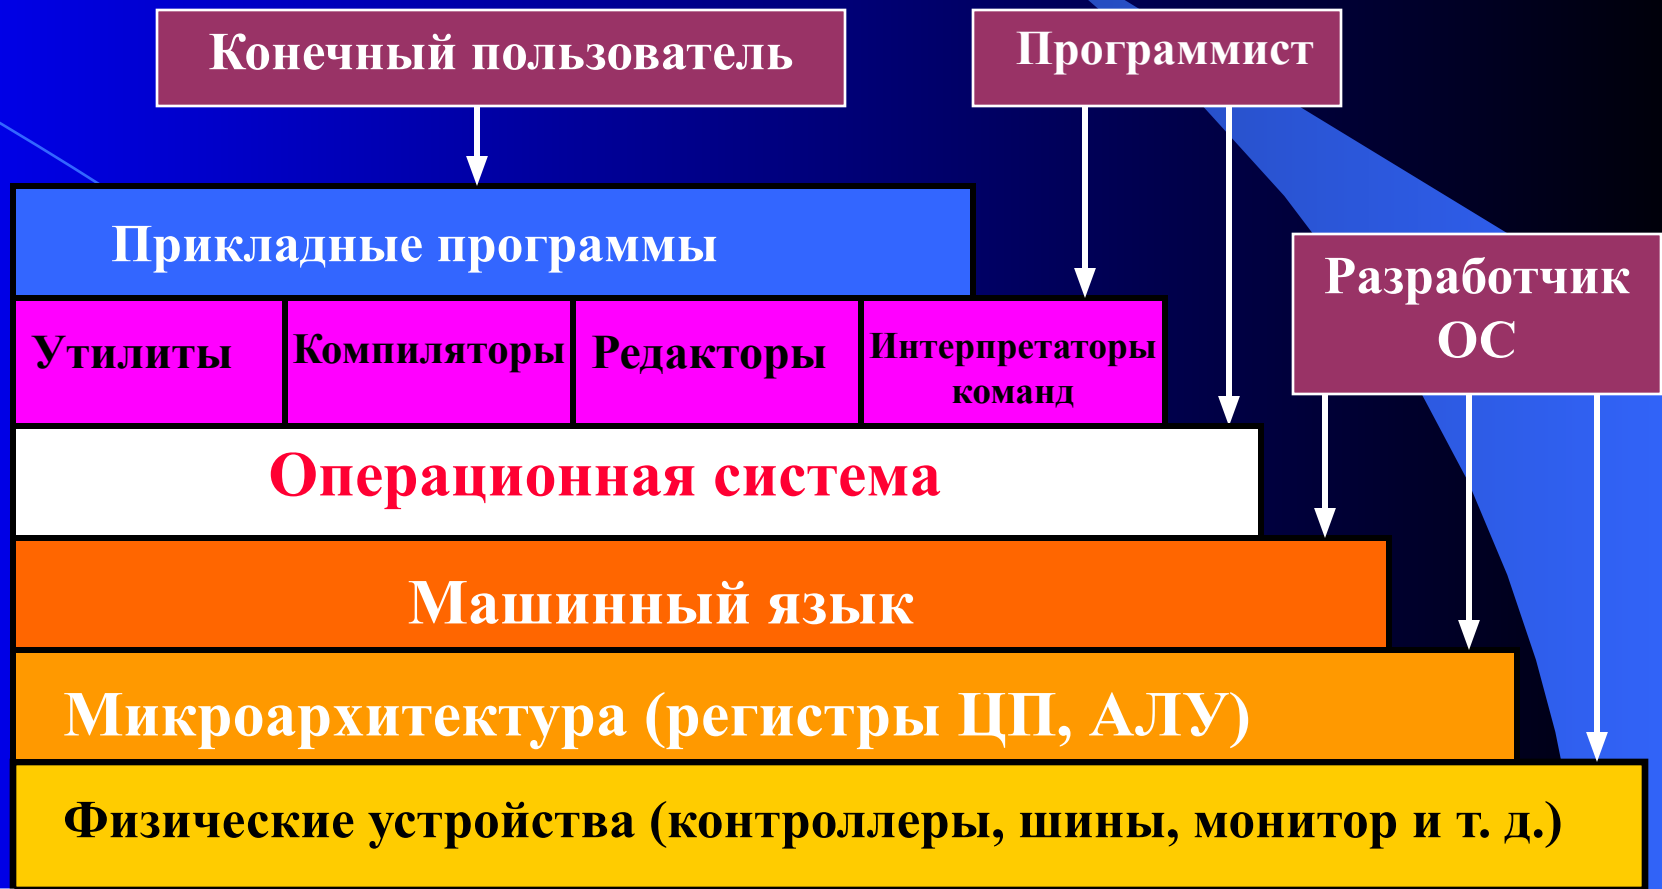 Конечный пользователь
Программист
Прикладные программы
Разработчик
ОС
Утилиты
Компиляторы
Редакторы
Интерпретаторы
команд
Операционная система
Машинный язык
Микроархитектура (регистры ЦП, АЛУ)
Физические устройства (контроллеры, шины, монитор и т. д.)